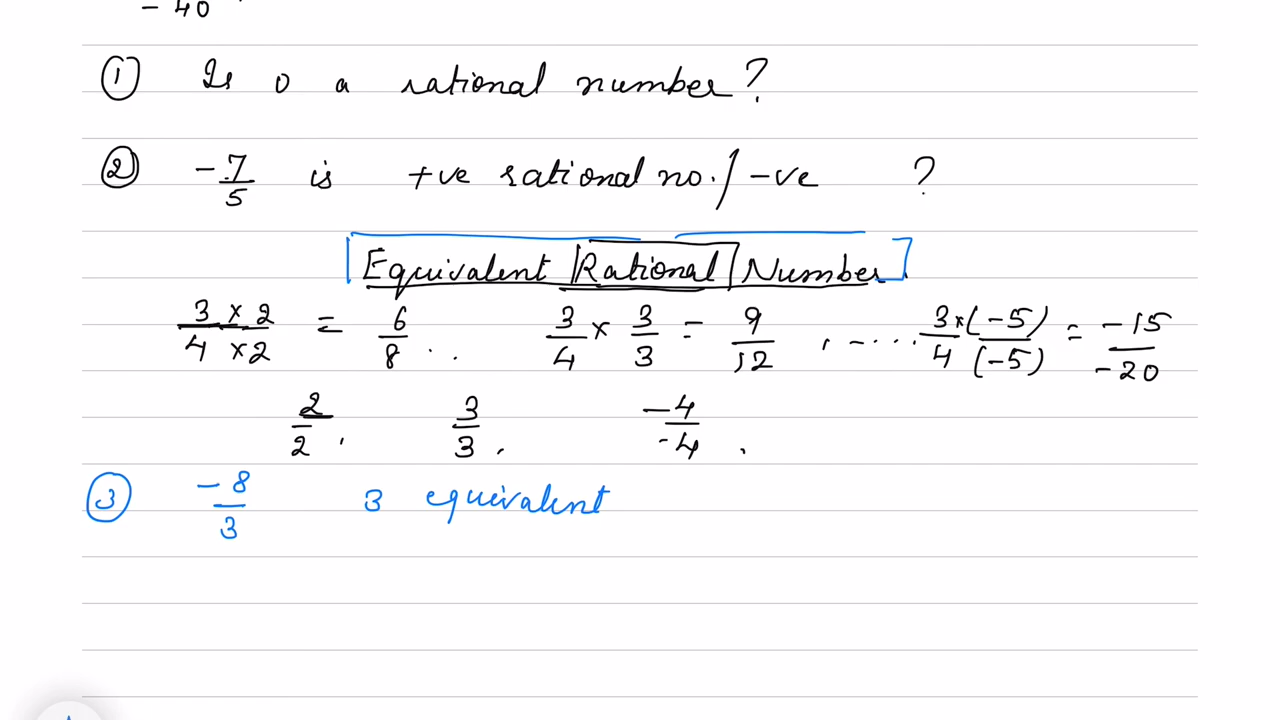 - 40
① Is 0 a rational number?
② -7/5 is +ve rational no./ -ve ?
Equivalent Rational Number.
3 × 2 / 4 × 2 = 6/8 .. 3/4 × 3/3 = 9/12 , -.... 3/4 × (-5)/(-5) = -15/-20
2/2 , 3/3 , -4/-4 ,
③ -8/3 3 equivalent